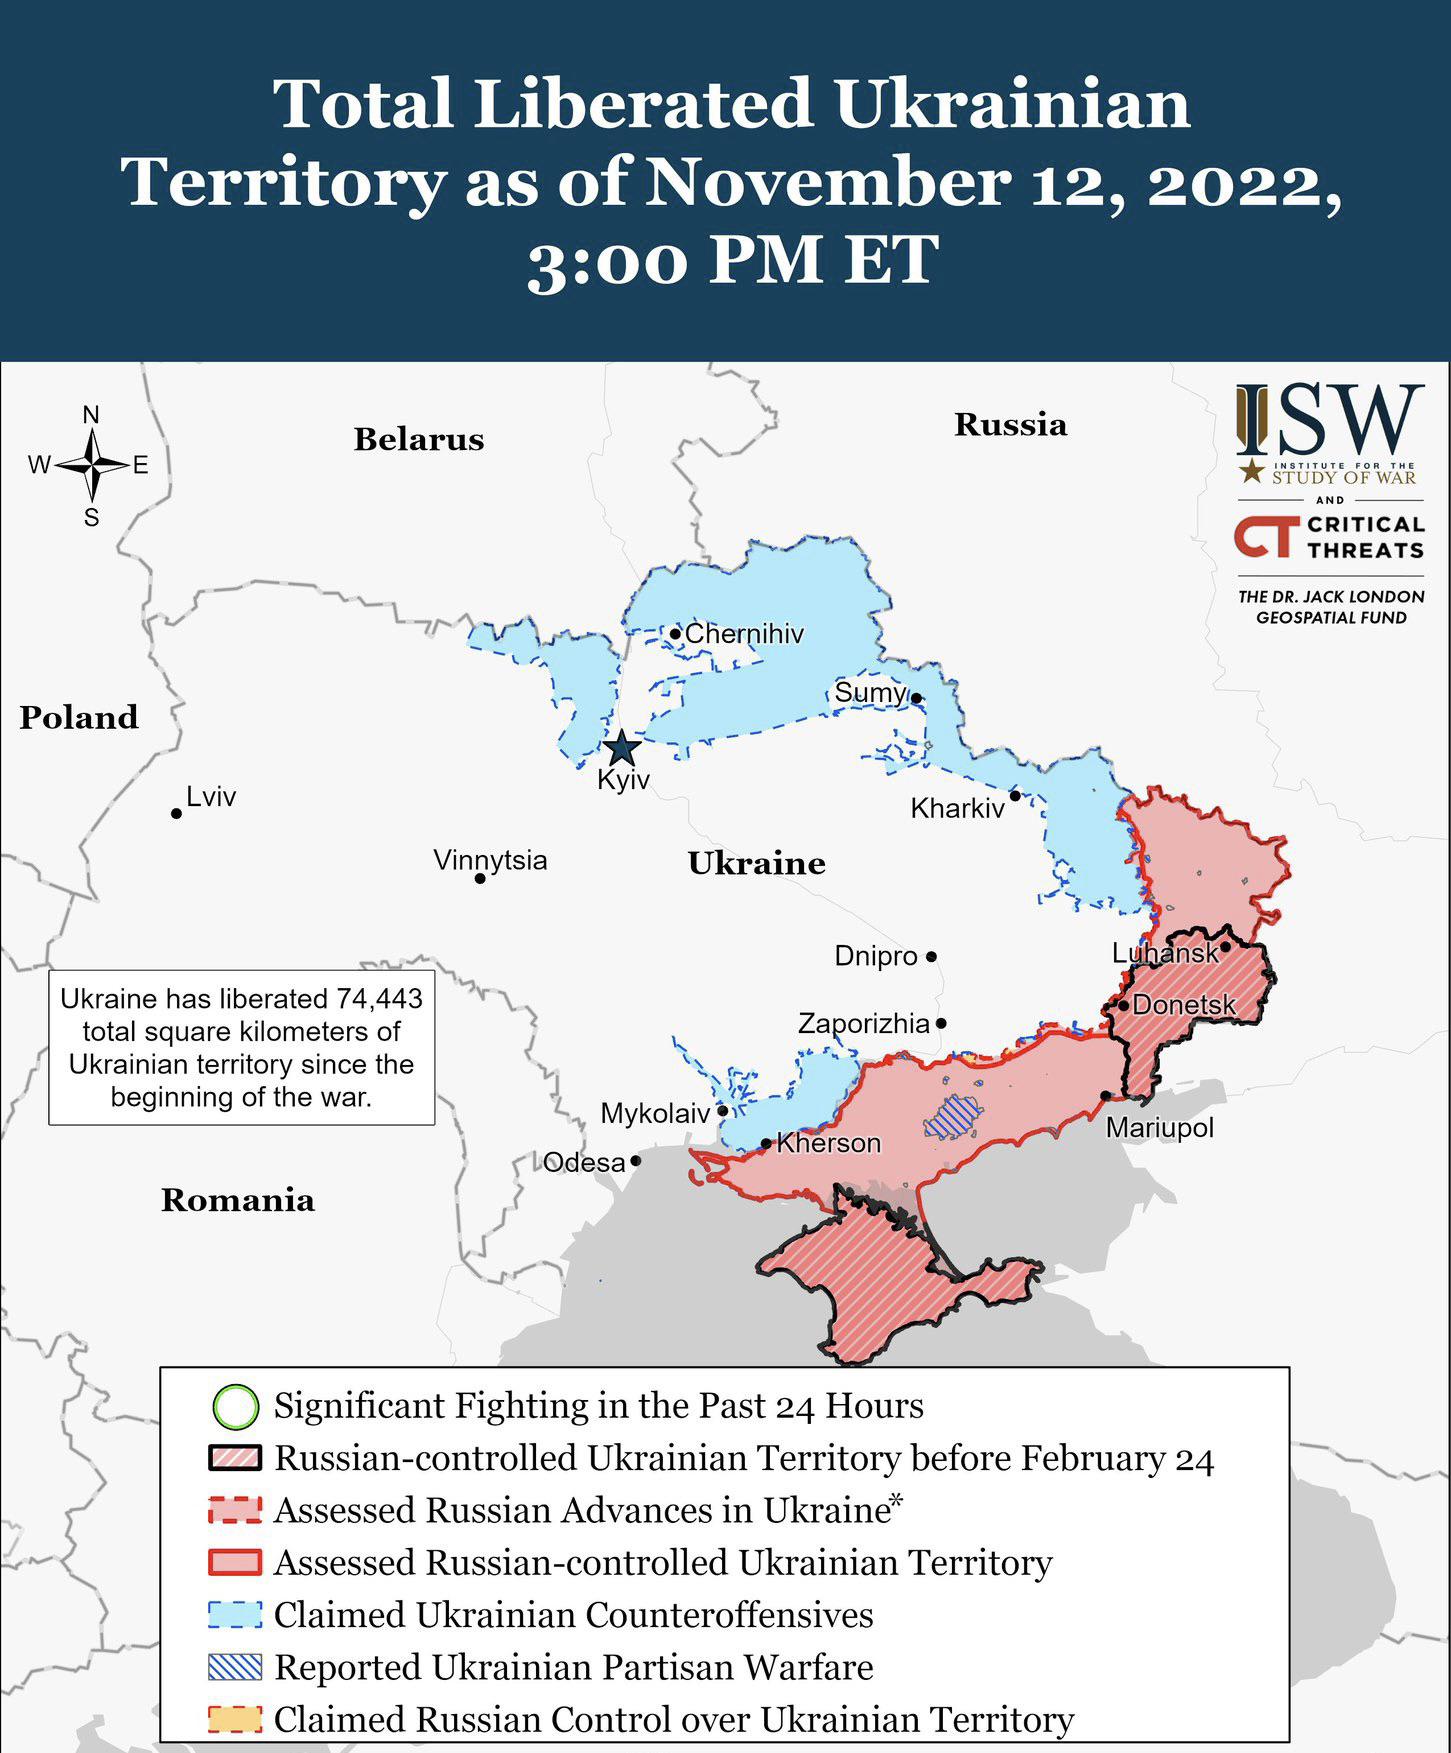 Total Liberated Ukrainian
Territory as of November 12, 2022,
3:00 PM ET
N
W E
S
Belarus
Russia
ISW
INSTITUTE FOR THE
STUDY OF WAR
AND
CT CRITICAL
THREATS
THE DR. JACK LONDON
GEOSPATIAL FUND
Chernihiv
Sumy
Poland
Kyiv
Lviv
Kharkiv
Vinnytsia
Ukraine
Luhansk
Dnipro
Donetsk
Zaporizhia
Ukraine has liberated 74,443
total square kilometers of
Ukrainian territory since the
beginning of the war.
Mykolaiv
Mariupol
Kherson
Odesa
Romania
Significant Fighting in the Past 24 Hours
Russian-controlled Ukrainian Territory before February 24
Assessed Russian Advances in Ukraine*
Assessed Russian-controlled Ukrainian Territory
Claimed Ukrainian Counteroffensives
Reported Ukrainian Partisan Warfare
Claimed Russian Control over Ukrainian Territory